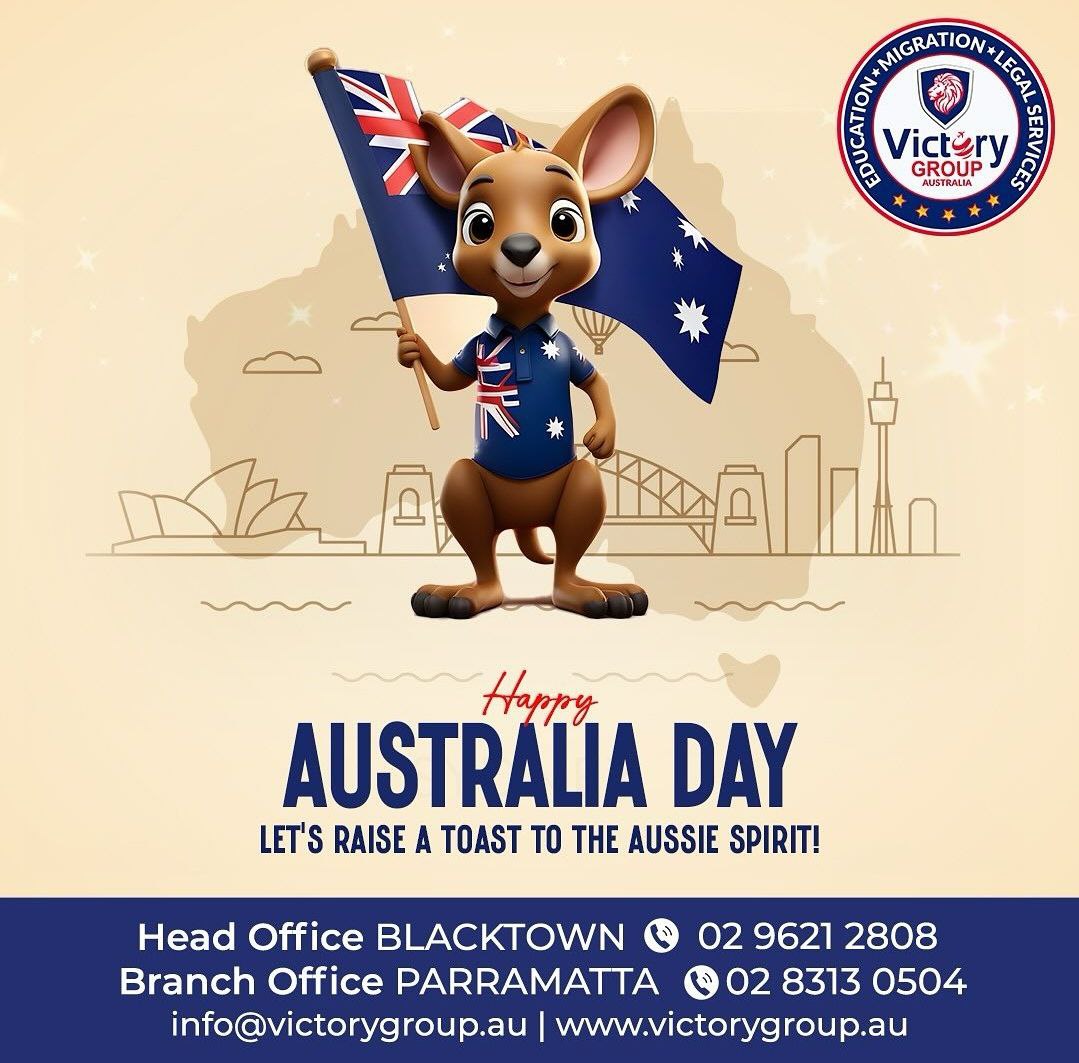 EDUCATION ★ MIGRATION ★ LEGAL SERVICES
Victory
GROUP
AUSTRALIA
Happy
AUSTRALIA DAY
LET'S RAISE A TOAST TO THE AUSSIE SPIRIT!
Head Office BLACKTOWN 02 9621 2808
Branch Office PARRAMATTA 02 8313 0504
info@victorygroup.au | www.victorygroup.au